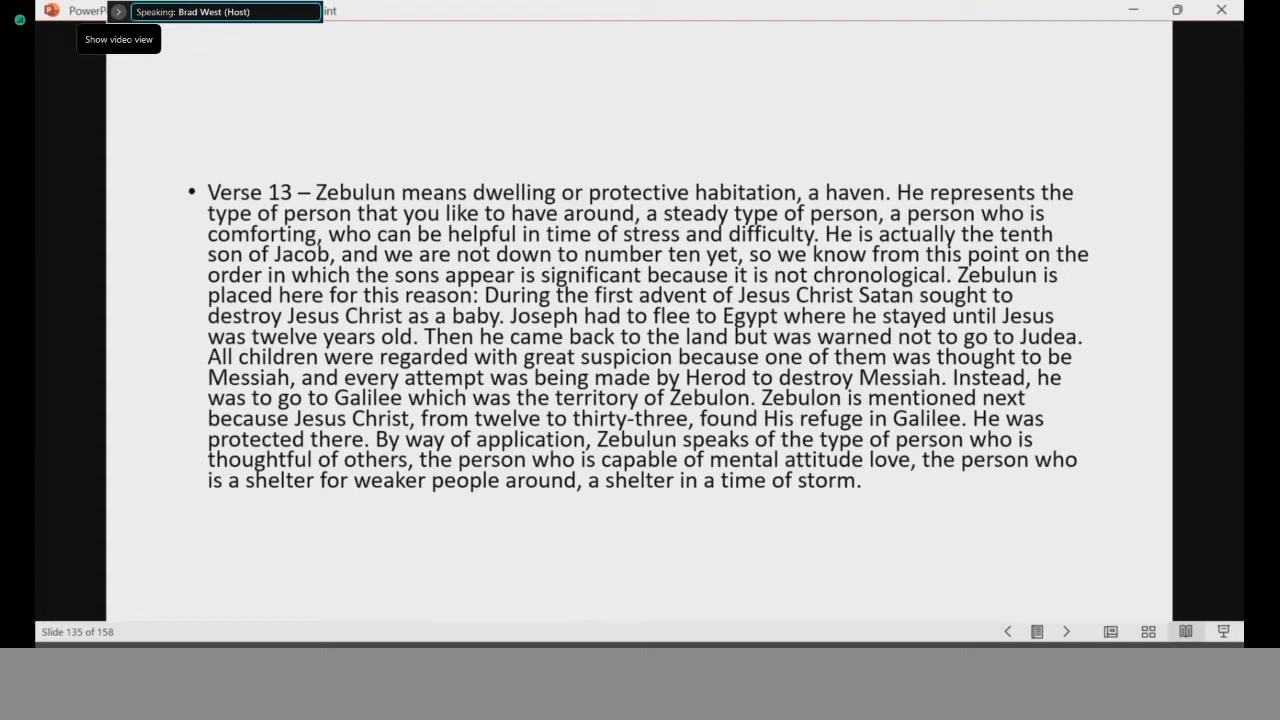 PowerP
Speaking: Brad West (Host)
int
Show video view
• Verse 13 – Zebulun means dwelling or protective habitation, a haven. He represents the
type of person that you like to have around, a steady type of person, a person who is
comforting, who can be helpful in time of stress and difficulty. He is actually the tenth
son of Jacob, and we are not down to number ten yet, so we know from this point on the
order in which the sons appear is significant because it is not chronological. Zebulun is
placed here for this reason: During the first advent of Jesus Christ Satan sought to
destroy Jesus Christ as a baby. Joseph had to flee to Egypt where he stayed until Jesus
was twelve years old. Then he came back to the land but was warned not to go to Judea.
All children were regarded with great suspicion because one of them was thought to be
Messiah, and every attempt was being made by Herod to destroy Messiah. Instead, he
was to go to Galilee which was the territory of Zebulon. Zebulon is mentioned next
because Jesus Christ, from twelve to thirty-three, found His refuge in Galilee. He was
protected there. By way of application, Zebulun speaks of the type of person who is
thoughtful of others, the person who is capable of mental attitude love, the person who
is a shelter for weaker people around, a shelter in a time of storm.
Slide 135 of 158